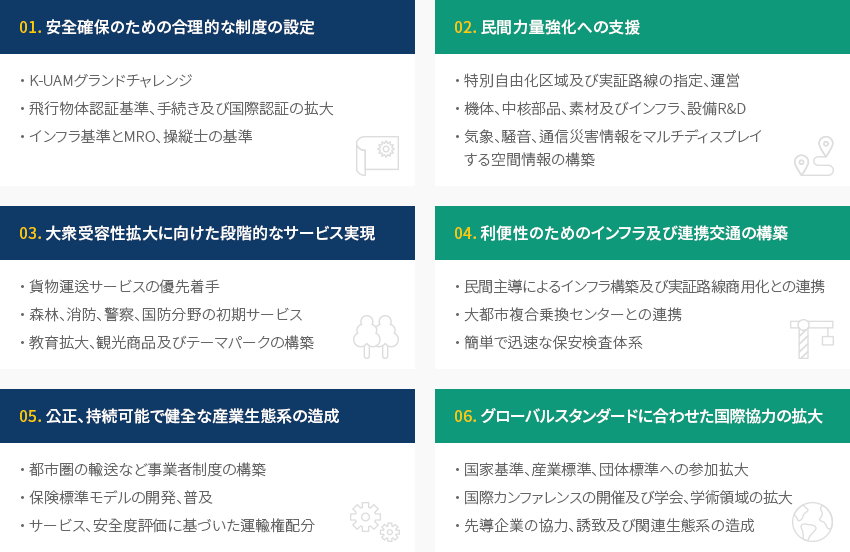 01. 安全確保のための合理的な制度の設定
・K-UAMグランドチャレンジ
・飛行物体認証基準、手続き及び国際認証の拡大
・インフラ基準とMRO、操縦士の基準
02. 民間力量強化への支援
・特別自由化区域及び実証路線の指定、運営
・機体、中核部品、素材及びインフラ、設備R&D
・気象、騒音、通信災害情報をマルチディスプレイ
する空間情報の構築
03. 大衆受容性拡大に向けた段階的なサービス実現
・貨物運送サービスの優先着手
・森林、消防、警察、国防分野の初期サービス
・教育拡大、観光商品及びテーマパークの構築
04. 利便性のためのインフラ及び連携交通の構築
・民間主導によるインフラ構築及び実証路線商用化との連携
・大都市複合乗換センターとの連携
・簡単で迅速な保安検査体系
05. 公正、持続可能で健全な産業生態系の造成
・都市圏の輸送など事業者制度の構築
・保険標準モデルの開発、普及
・サービス、安全度評価に基づいた運輸権配分
06. グローバルスタンダードに合わせた国際協力の拡大
・国家基準、産業標準、団体標準への参加拡大
・国際カンファレンスの開催及び学会、学術領域の拡大
・先導企業の協力、誘致及び関連生態系の造成